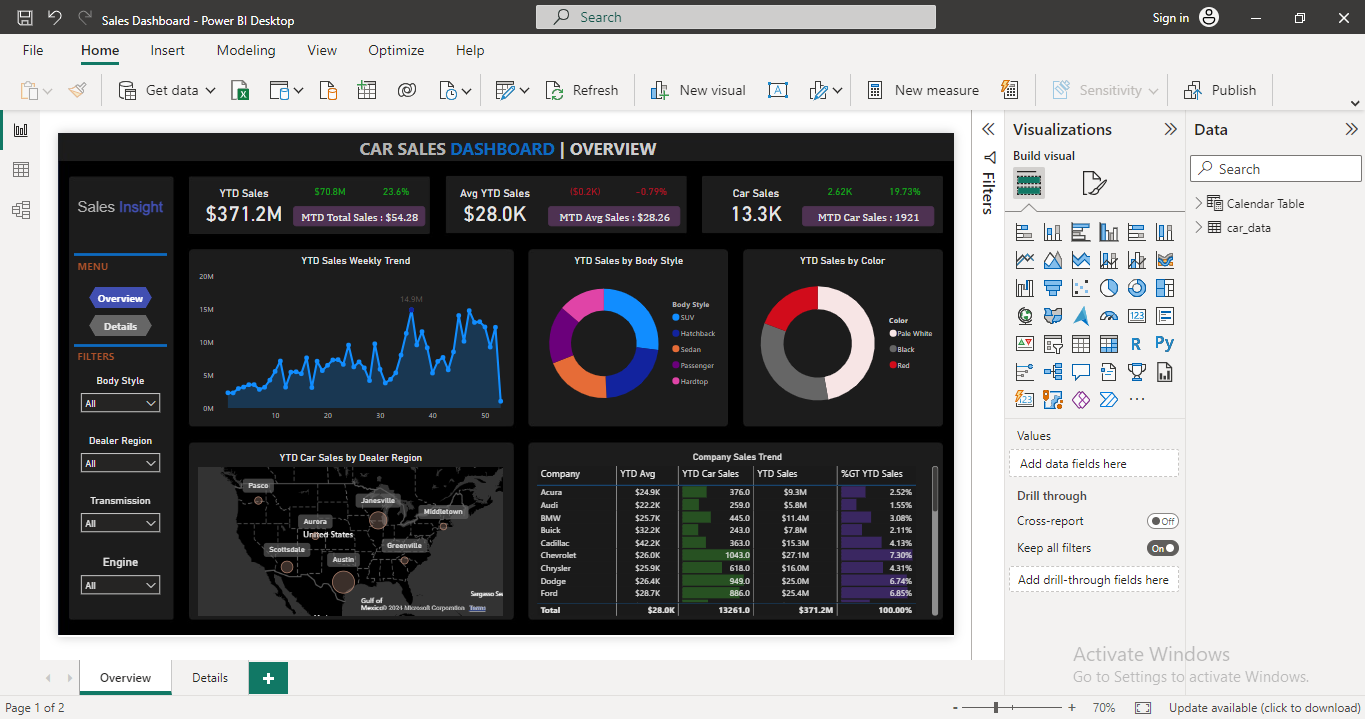 Sales Dashboard - Power BI Desktop
Search
Sign in
File Home Insert Modeling View Optimize Help
Get data
Refresh
New visual
New measure
Sensitivity
Publish
CAR SALES DASHBOARD | OVERVIEW
Sales Insight
MENU
Overview
Details
FILTERS
Body Style
All
Dealer Region
All
Transmission
All
Engine
All
YTD Sales $70.8M 23.6%
$371.2M MTD Total Sales : $54.28
Avg YTD Sales ($0.2K) -0.79%
$28.0K MTD Avg Sales : $28.26
Car Sales 2.62K 19.73%
13.3K MTD Car Sales : 1921
YTD Sales Weekly Trend
20M
15M
10M
5M
0M
14.9M
10 20 30 40 50
YTD Sales by Body Style
Body Style
SUV
Hatchback
Sedan
Passenger
Hardtop
YTD Sales by Color
Color
Pale White
Black
Red
YTD Car Sales by Dealer Region
Pasco
Janesville
Middletown
Aurora
United States
Greenville
Scottsdale
Austin
Gulf of
Mexico
© 2024 Microsoft Corporation Terms
Company Sales Trend
Company YTD Avg YTD Car Sales YTD Sales %GT YTD Sales
Acura $24.9K 376.0 $9.3M 2.52%
Audi $22.2K 259.0 $5.8M 1.55%
BMW $25.7K 445.0 $11.4M 3.08%
Buick $32.2K 243.0 $7.8M 2.11%
Cadillac $42.2K 363.0 $15.3M 4.13%
Chevrolet $26.0K 1043.0 $27.1M 7.30%
Chrysler $25.9K 618.0 $16.0M 4.31%
Dodge $26.4K 949.0 $25.0M 6.74%
Ford $28.7K 886.0 $25.4M 6.85%
Total $28.0K 13261.0 $371.2M 100.00%
Filters
Visualizations
Build visual
123
R
Py
123
Values
Add data fields here
Drill through
Cross-report Off
Keep all filters On
Add drill-through fields here
Data
Search
Calendar Table
car_data
Activate Windows
Go to Settings to activate Windows.
Overview Details +
Page 1 of 2
- + 70%
Update available (click to download)